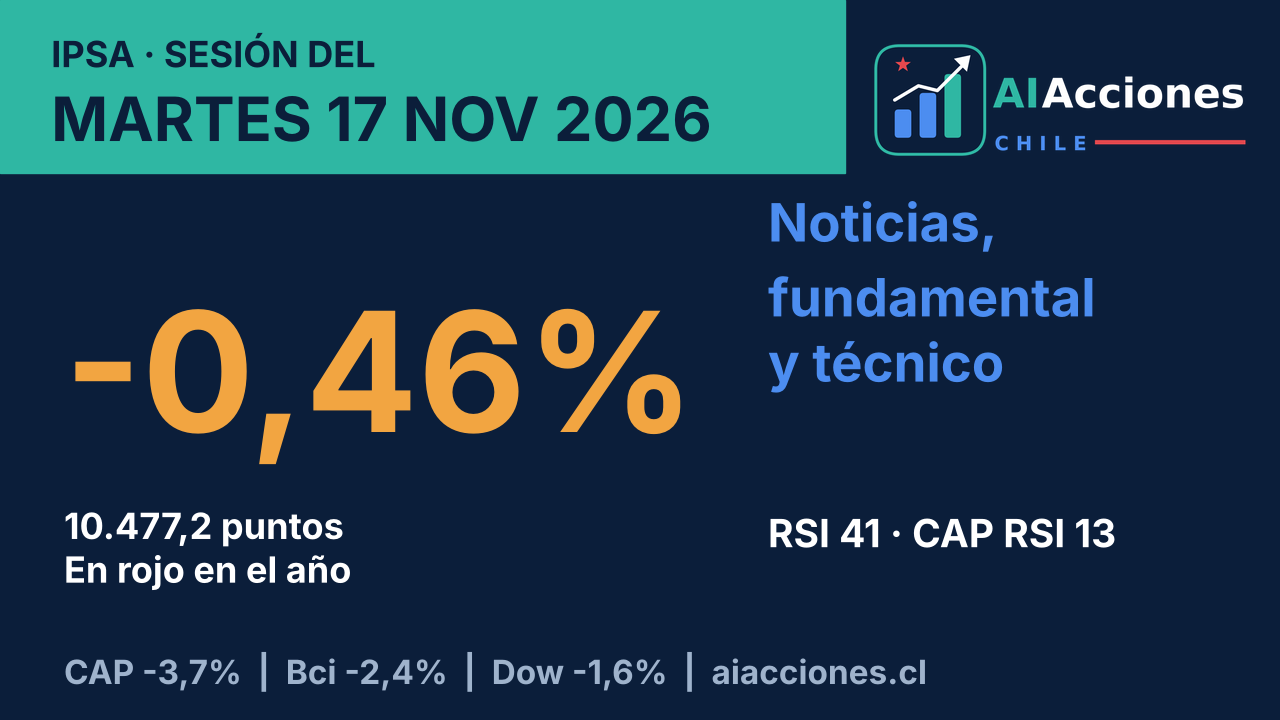 IPSA · SESIÓN DEL
MARTES 17 NOV 2026
AIAcciones
CHILE
Noticias,
fundamental
y técnico
-0,46%
10.477,2 puntos
En rojo en el año
RSI 41 · CAP RSI 13
CAP -3,7% | Bci -2,4% | Dow -1,6% | aiacciones.cl